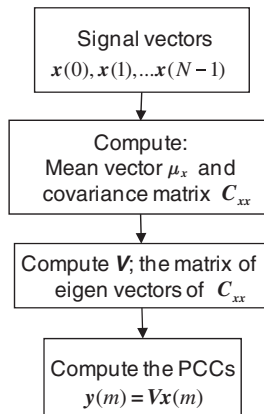 Signal vectors
x(0), x(1),...x(N−1)
Compute:
Mean vector μₓ and
covariance matrix Cₓₓ
Compute V; the matrix of
eigen vectors of Cₓₓ
Compute the PCCs
y(m) = Vx(m)